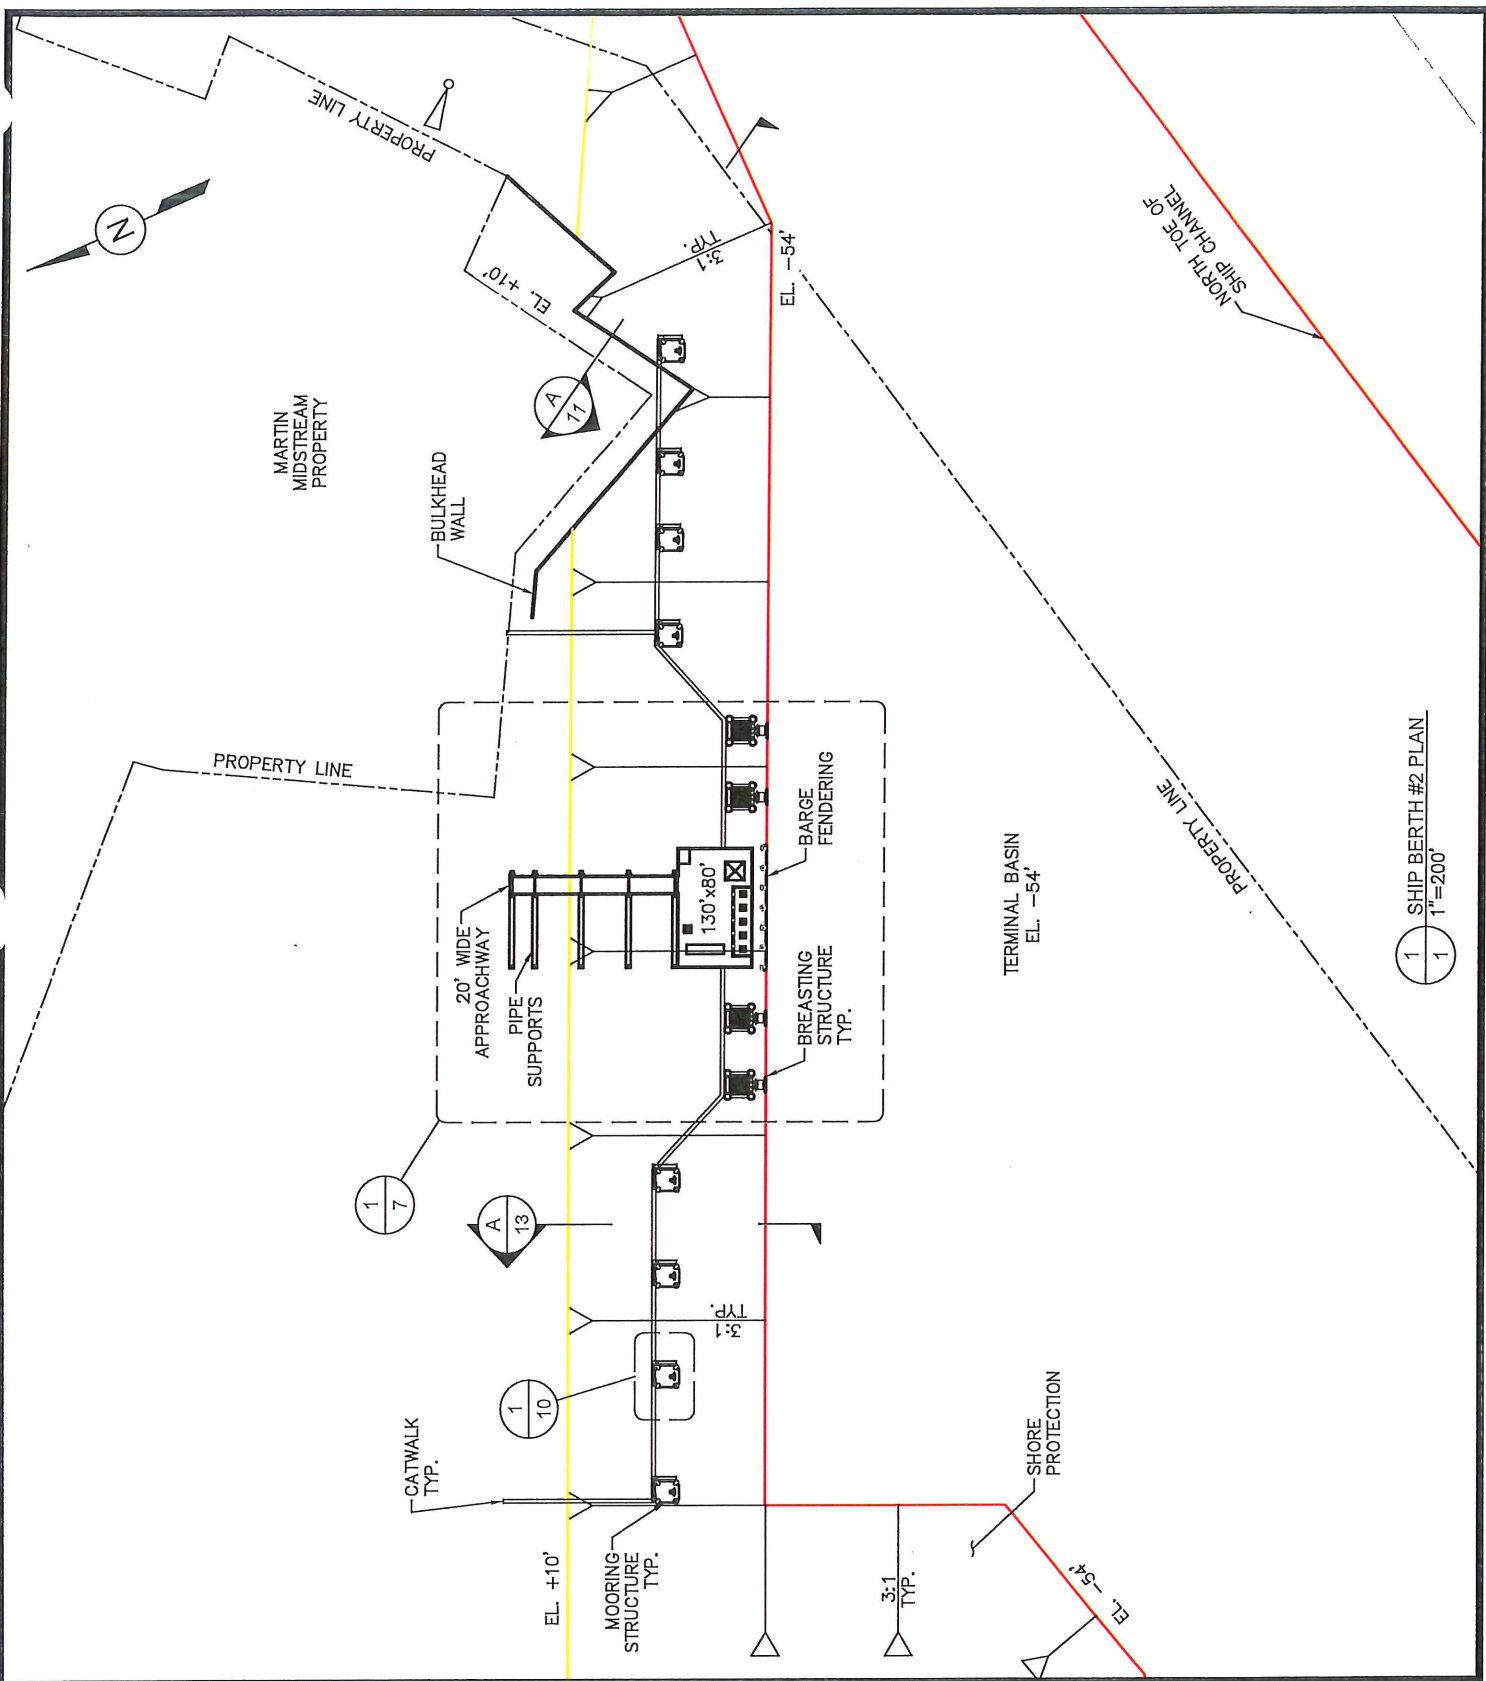 PROPERTY LINE
N
EL. +10'
3:1
TYP.
EL. -54'
NORTH TOE OF
SHIP CHANNEL
A
11
MARTIN
MIDSTREAM
PROPERTY
BULKHEAD
WALL
PROPERTY LINE
20' WIDE
APPROACHWAY
PIPE
SUPPORTS
130'x80'
BARGE
FENDERING
BREASTING
STRUCTURE
TYP.
TERMINAL BASIN
EL. -54'
PROPERTY LINE
1
1
SHIP BERTH #2 PLAN
1"=200'
1
7
A
13
3:1
TYP.
1
10
CATWALK
TYP.
EL. +10'
MOORING
STRUCTURE
TYP.
3:1
TYP.
SHORE
PROTECTION
EL. -54'